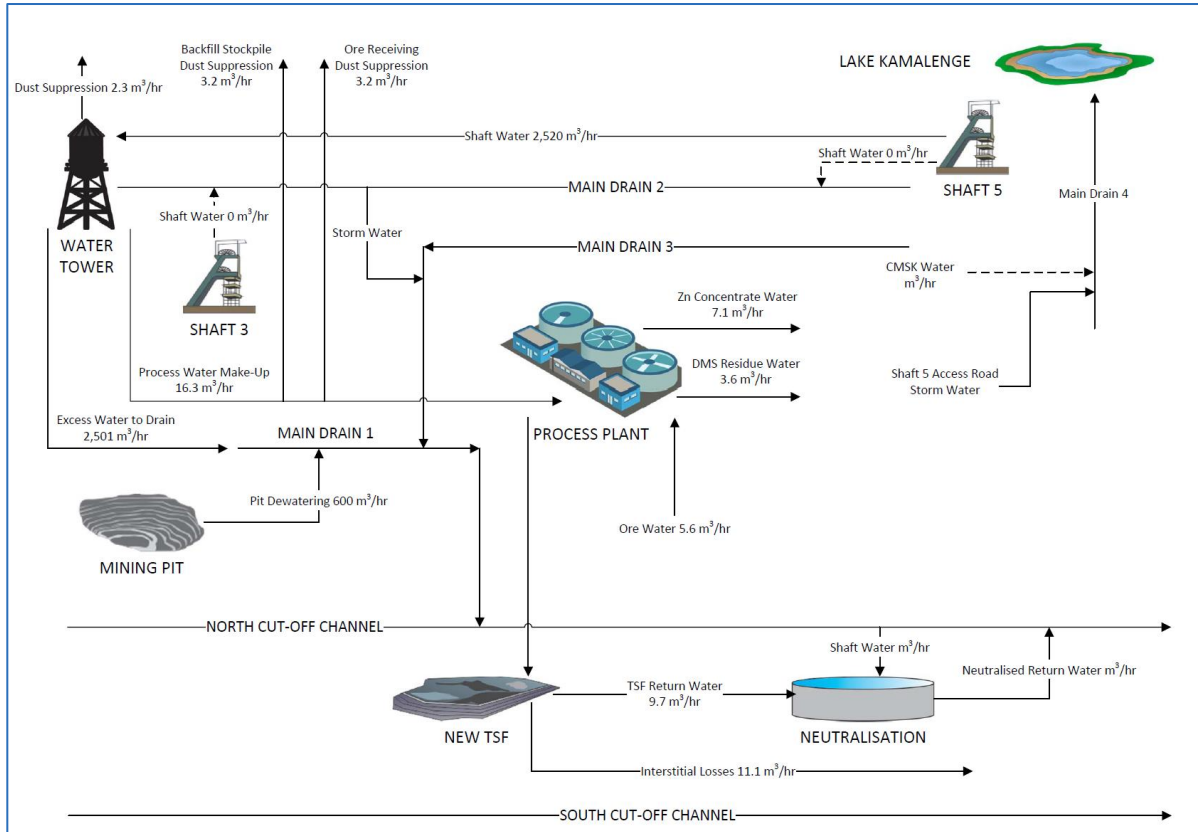 Backfill Stockpile
Dust Suppression
3.2 m³/hr
Ore Receiving
Dust Suppression
3.2 m³/hr
LAKE KAMALENGE
Dust Suppression 2.3 m³/hr
Shaft Water 2,520 m³/hr
Shaft Water 0 m³/hr
MAIN DRAIN 2
SHAFT 5
Main Drain 4
Shaft Water 0 m³/hr
Storm Water
WATER
TOWER
MAIN DRAIN 3
CMSK Water
m³/hr
SHAFT 3
Zn Concentrate Water
7.1 m³/hr
Process Water Make-Up
16.3 m³/hr
DMS Residue Water
3.6 m³/hr
Shaft 5 Access Road
Storm Water
Excess Water to Drain
2,501 m³/hr
MAIN DRAIN 1
PROCESS PLANT
Pit Dewatering 600 m³/hr
Ore Water 5.6 m³/hr
MINING PIT
NORTH CUT-OFF CHANNEL
Shaft Water m³/hr
Neutralised Return Water m³/hr
TSF Return Water
9.7 m³/hr
NEW TSF
NEUTRALISATION
Interstitial Losses 11.1 m³/hr
SOUTH CUT-OFF CHANNEL